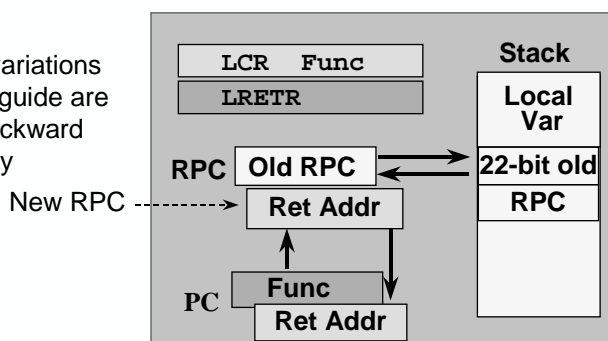 variations
guide are
ckward
y
New RPC
LCR Func
LRETR
RPC
Old RPC
Ret Addr
PC
Func
Ret Addr
Stack
Local
Var
22-bit old
RPC